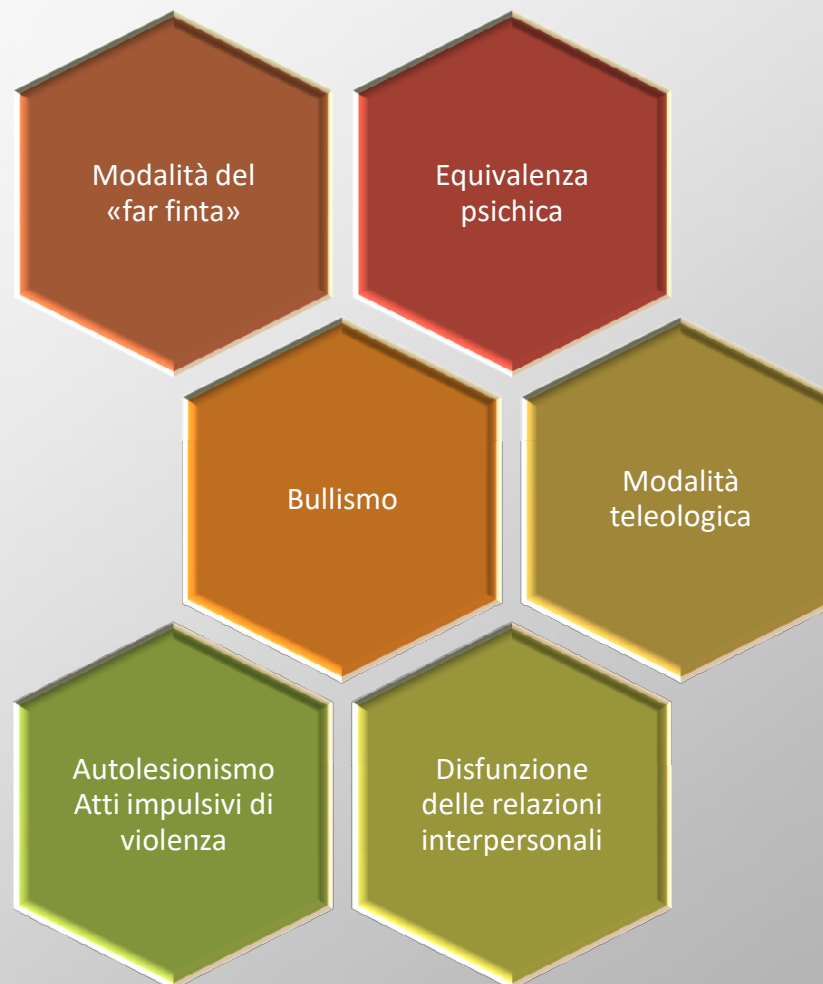 Modalità del
«far finta»
Equivalenza
psichica
Bullismo
Modalità
teleologica
Autolesionismo
Atti impulsivi di
violenza
Disfunzione
delle relazioni
interpersonali